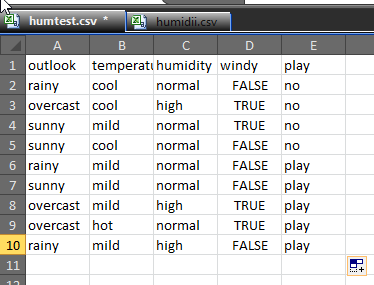 humtest.csv * humidii.csv
A B C D E
1 outlook temperatu humidity windy play
2 rainy cool normal FALSE no
3 overcast cool high TRUE no
4 sunny mild normal TRUE no
5 sunny cool normal FALSE no
6 rainy mild normal FALSE play
7 sunny mild normal FALSE play
8 overcast mild high TRUE play
9 overcast hot normal TRUE play
10 rainy mild high FALSE play
11
12